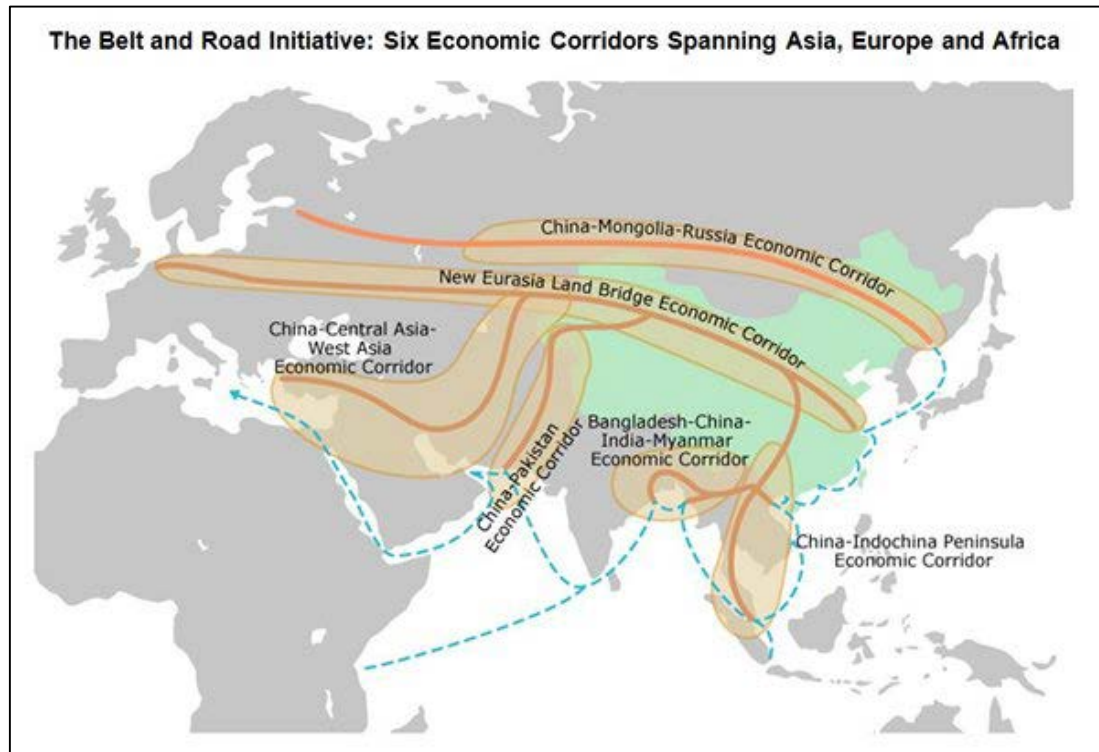 The Belt and Road Initiative: Six Economic Corridors Spanning Asia, Europe and Africa
China-Mongolia-Russia Economic Corridor
New Eurasia Land Bridge Economic Corridor
China-Central Asia-
West Asia
Economic Corridor
China-Pakistan
Economic Corridor
Bangladesh-China-
India-Myanmar
Economic Corridor
China-Indochina Peninsula
Economic Corridor